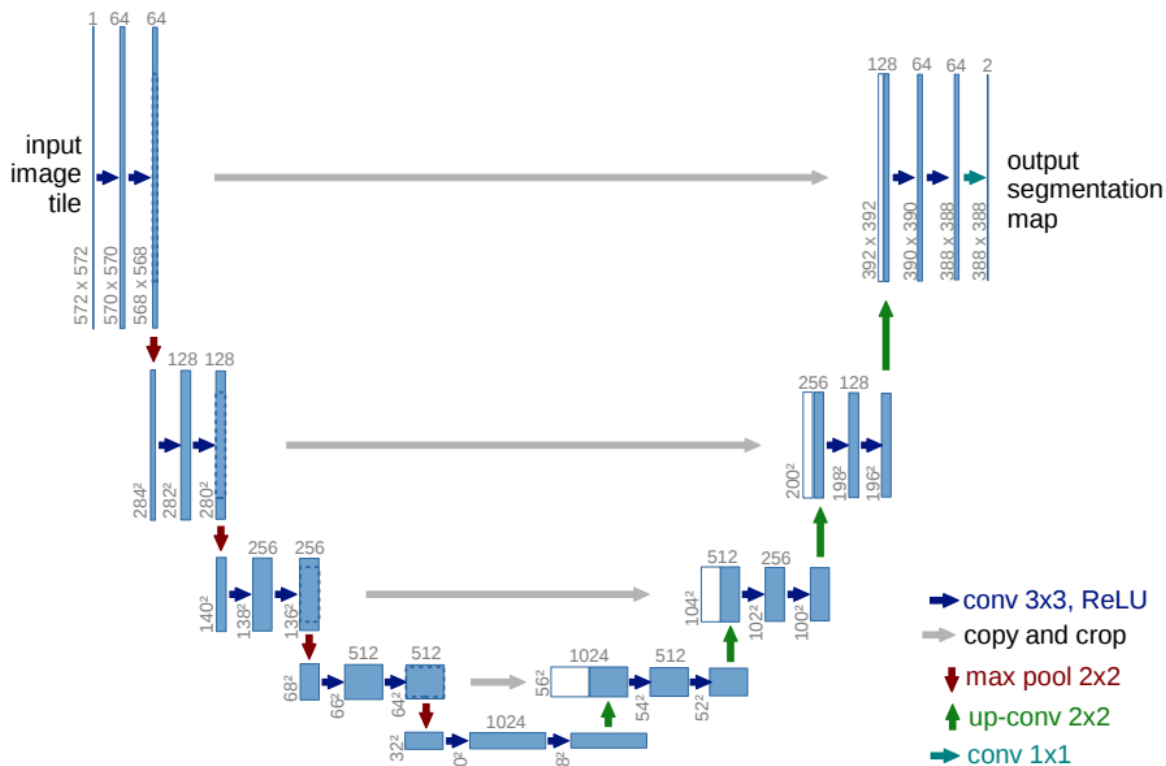 1 64 64
128 64 64 2
input
image
tile
output
segmentation
map
572 x 572
570 x 570
568 x 568
392 x 392
390 x 390
388 x 388
388 x 388
128 128
256 128
284²
282²
280²
200²
198²
196²
256 256
512 256
140²
138²
136²
104²
102²
100²
512 512
1024 512
68²
66²
64²
56²
54²
52²
1024
32²
0²
8²
conv 3x3, ReLU
copy and crop
max pool 2x2
up-conv 2x2
conv 1x1